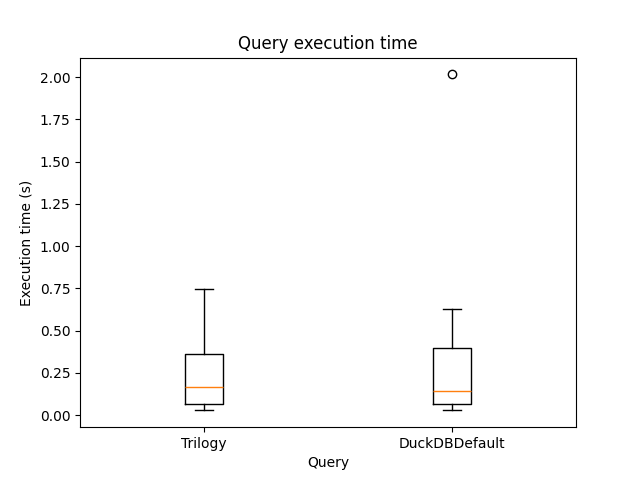 Query execution time
Execution time (s)
2.00
1.75
1.50
1.25
1.00
0.75
0.50
0.25
0.00
Trilogy
DuckDBDefault
Query